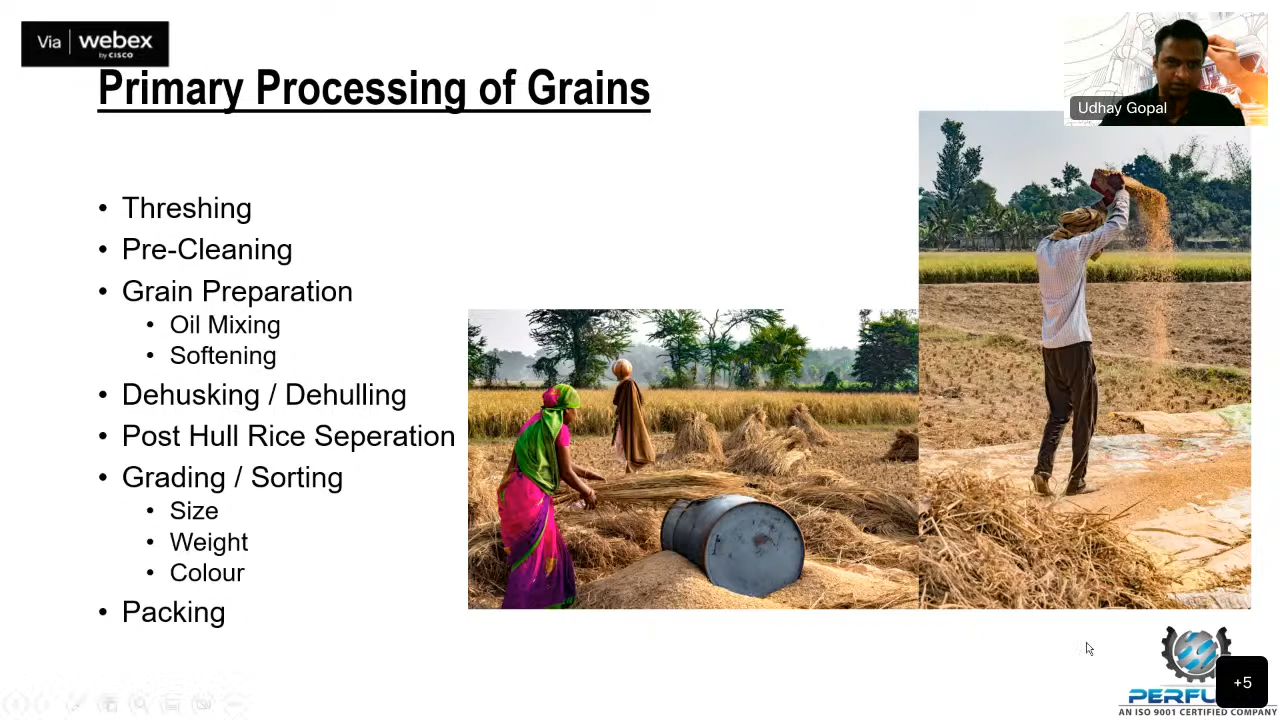 Via webex
by CISCO
Primary Processing of Grains
Udhay Gopal
• Threshing
• Pre-Cleaning
• Grain Preparation
• Oil Mixing
• Softening
• Dehusking / Dehulling
• Post Hull Rice Seperation
• Grading / Sorting
• Size
• Weight
• Colour
• Packing
+5
AN ISO 9001 CERTIFIED COMPANY